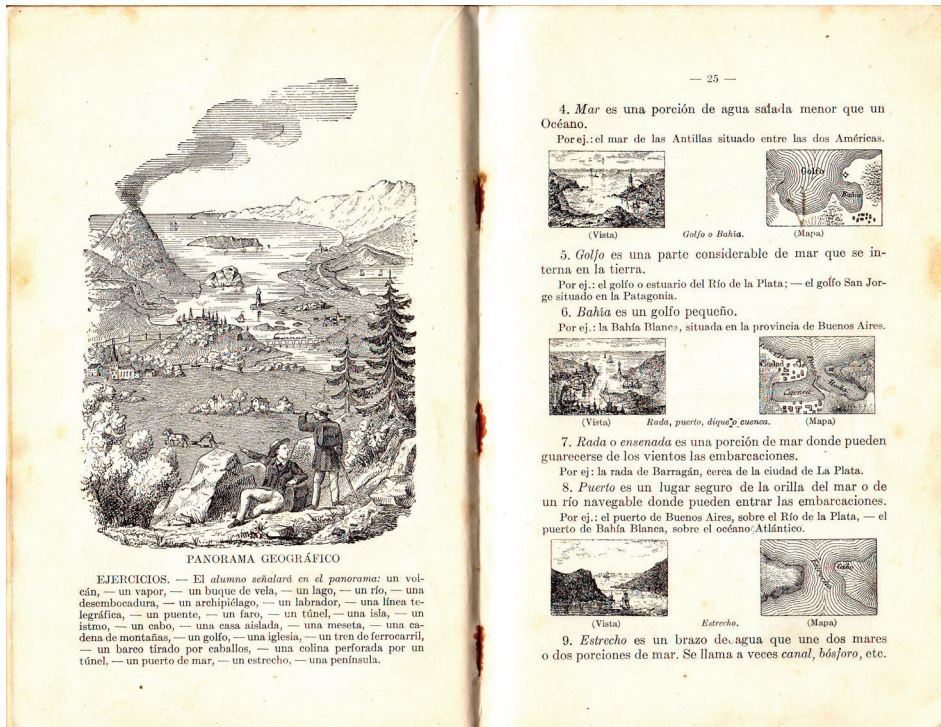 PANORAMA GEOGRÁFICO
EJERCICIOS. — El alumno señalará en el panorama: un vol-
cán, — un vapor, — un buque de vela, — un lago, — un río, — una
desembocadura, — un archipiélago, — un labrador, — una línea te-
legráfica, — un puente, — un faro, — un túnel, — una isla, — un
istmo, — un cabo, — una casa aislada, — una meseta, — una ca-
dena de montañas, — un golfo, — una iglesia, — un tren de ferrocarril,
— un barco tirado por caballos, — una colina perforada por un
túnel, — un puerto de mar, — un estrecho, — una península.
— 25 —
4. Mar es una porción de agua salada menor que un
Océano.
Por ej.: el mar de las Antillas situado entre las dos Américas.
Golfo
Bahía
(Vista) Golfo o Bahía. (Mapa)
5. Golfo es una parte considerable de mar que se in-
terna en la tierra.
Por ej.: el golfo o estuario del Río de la Plata; — el golfo San Jor-
ge situado en la Patagonia.
6. Bahía es un golfo pequeño.
Por ej.: la Bahía Blanca, situada en la provincia de Buenos Aires.
Ciudad
Cuenca
Rada
(Vista) Rada, puerto, dique o cuenca. (Mapa)
7. Rada o ensenada es una porción de mar donde pueden
guarecerse de los vientos las embarcaciones.
Por ej: la rada de Barragán, cerca de la ciudad de La Plata.
8. Puerto es un lugar seguro de la orilla del mar o de
un río navegable donde pueden entrar las embarcaciones.
Por ej.: el puerto de Buenos Aires, sobre el Río de la Plata, — el
puerto de Bahía Blanca, sobre el océano Atlántico.
Cabo
(Vista) Estrecho. (Mapa)
9. Estrecho es un brazo de agua que une dos mares
o dos porciones de mar. Se llama a veces canal, bósforo, etc.